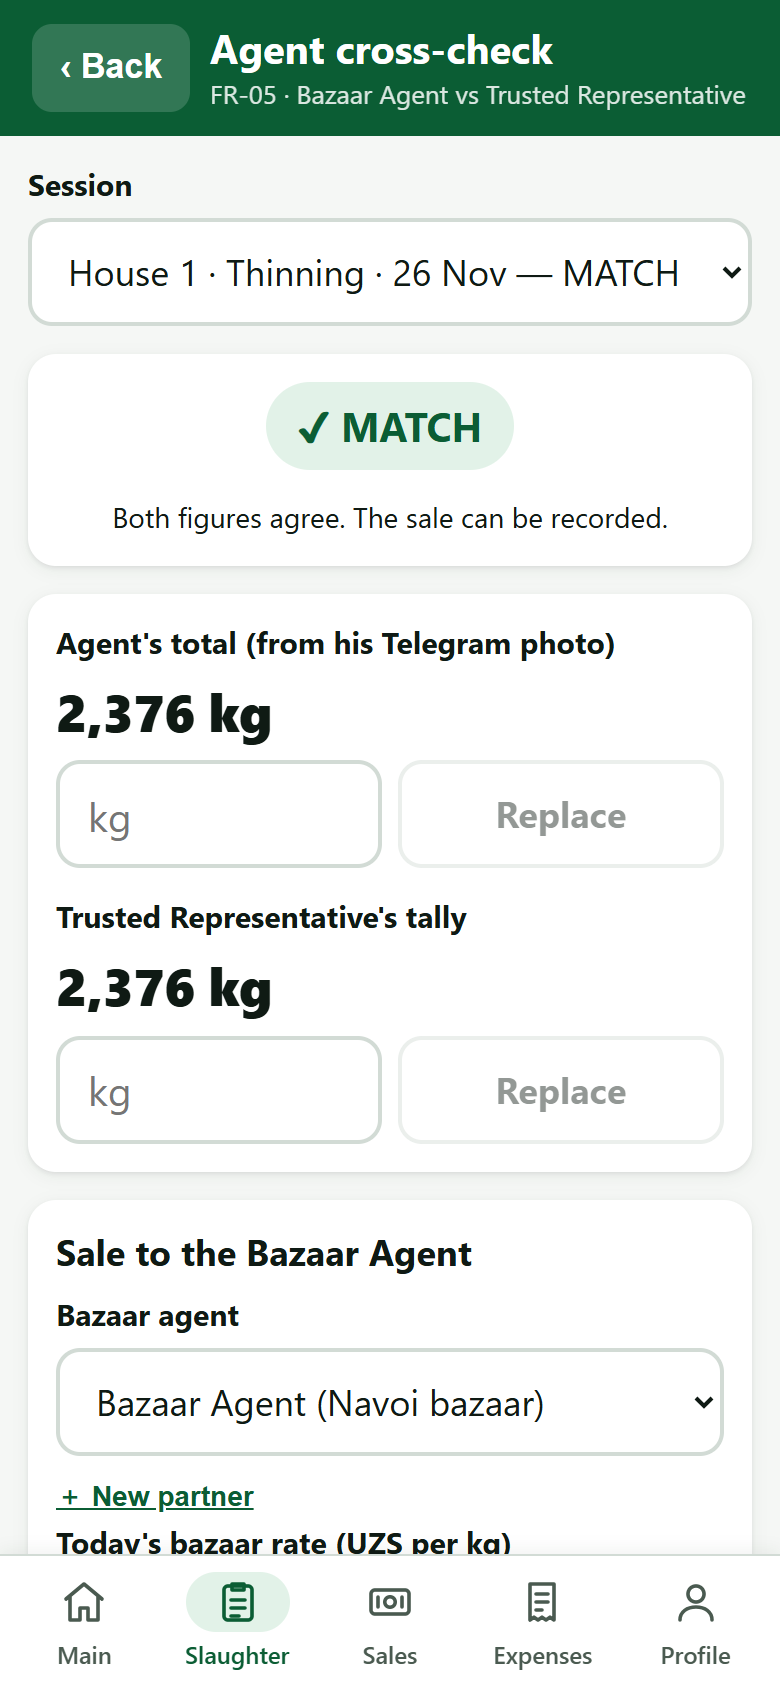 ‹ Back
Agent cross-check
FR-05 · Bazaar Agent vs Trusted Representative
Session
House 1 · Thinning · 26 Nov — MATCH
✓ MATCH
Both figures agree. The sale can be recorded.
Agent's total (from his Telegram photo)
2,376 kg
kg
Replace
Trusted Representative's tally
2,376 kg
kg
Replace
Sale to the Bazaar Agent
Bazaar agent
Bazaar Agent (Navoi bazaar)
+ New partner
Today's bazaar rate (UZS per kg)
Main
Slaughter
Sales
Expenses
Profile